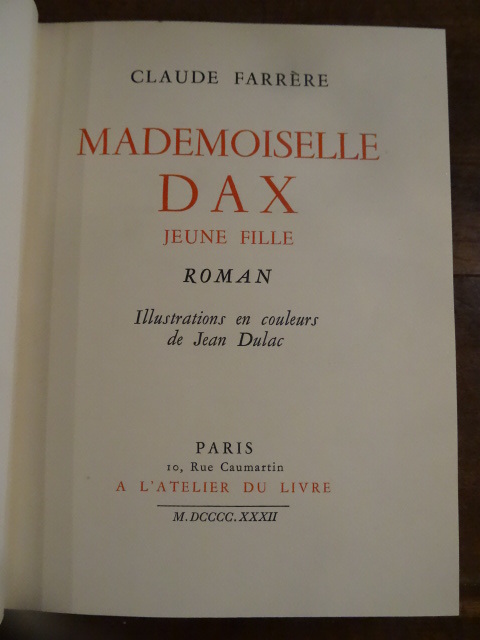 CLAUDE FARRÈRE
MADEMOISELLE
DAX
JEUNE FILLE
ROMAN
Illustrations en couleurs
de Jean Dulac
PARIS
10, Rue Caumartin
A L'ATELIER DU LIVRE
M.DCCCC.XXXII